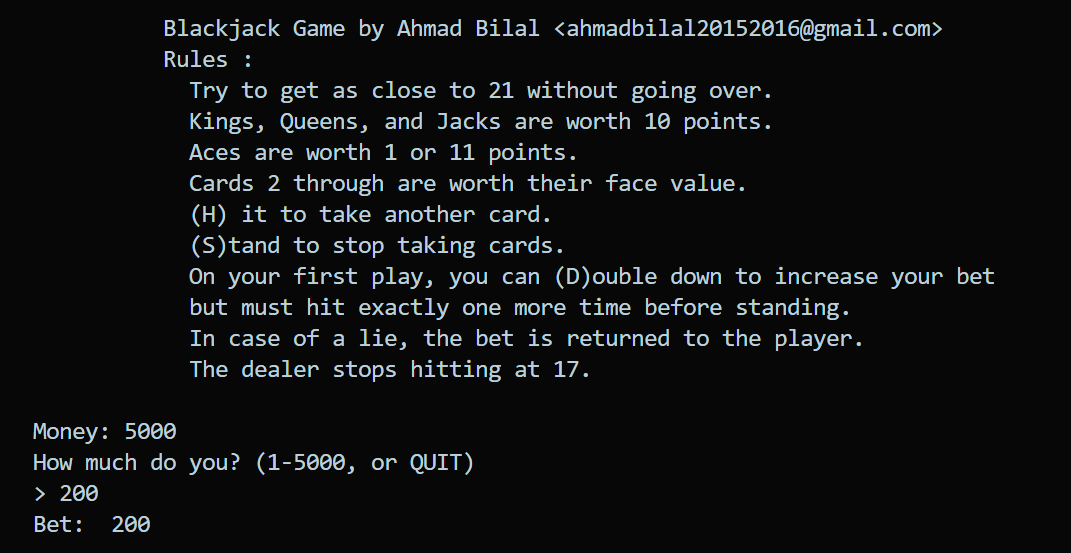 Blackjack Game by Ahmad Bilal <ahmadbilal20152016@gmail.com>
Rules :
Try to get as close to 21 without going over.
Kings, Queens, and Jacks are worth 10 points.
Aces are worth 1 or 11 points.
Cards 2 through are worth their face value.
(H) it to take another card.
(S)tand to stop taking cards.
On your first play, you can (D)ouble down to increase your bet
but must hit exactly one more time before standing.
In case of a lie, the bet is returned to the player.
The dealer stops hitting at 17.
Money: 5000
How much do you? (1-5000, or QUIT)
> 200
Bet:  200